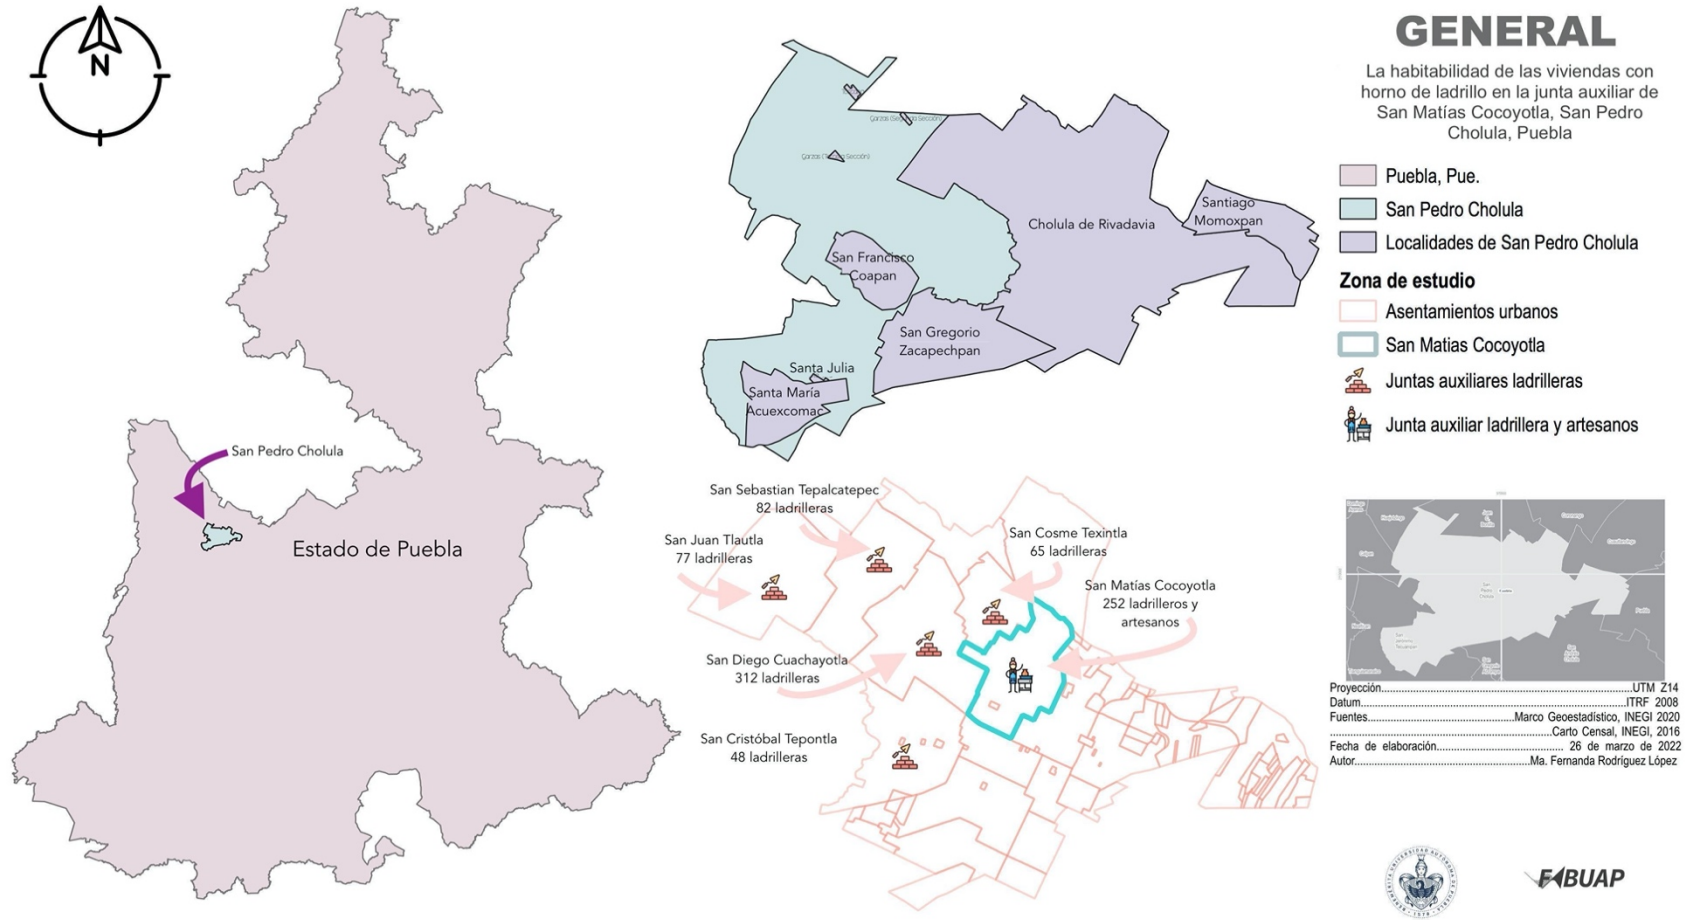 N
GENERAL
La habitabilidad de las viviendas con
horno de ladrillo en la junta auxiliar de
San Matías Cocoyotla, San Pedro
Cholula, Puebla
Puebla, Pue.
San Pedro Cholula
Localidades de San Pedro Cholula
Zona de estudio
Asentamientos urbanos
San Matias Cocoyotla
Juntas auxiliares ladrilleras
Junta auxiliar ladrillera y artesanos
San Pedro Cholula
Estado de Puebla
Cholula de Rivadavia
Santiago
Momoxpan
San Francisco
Coapan
San Gregorio
Zacapechpan
Santa Julia
Santa María
Acuexcomac
San Sebastian Tepalcatepec
82 ladrilleras
San Juan Tlautla
77 ladrilleras
San Cosme Texintla
65 ladrilleras
San Matías Cocoyotla
252 ladrilleros y
artesanos
San Diego Cuachayotla
312 ladrilleras
San Cristóbal Tepontla
48 ladrilleras
Proyección....UTM Z14
Datum....ITRF 2008
Fuentes....Marco Geoestadístico, INEGI 2020
....Carto Censal, INEGI, 2016
Fecha de elaboración.... 26 de marzo de 2022
Autor....Ma. Fernanda Rodríguez López
FABUAP